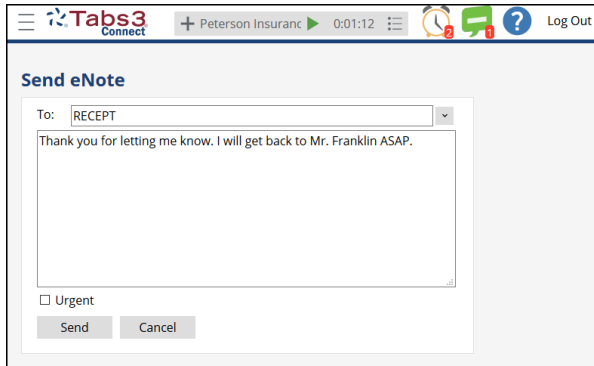 Tabs3
Connect
Peterson Insuranc 0:01:12
2
1
?
Log Out
Send eNote
To: RECEPT
Thank you for letting me know. I will get back to Mr. Franklin ASAP.
Urgent
Send Cancel